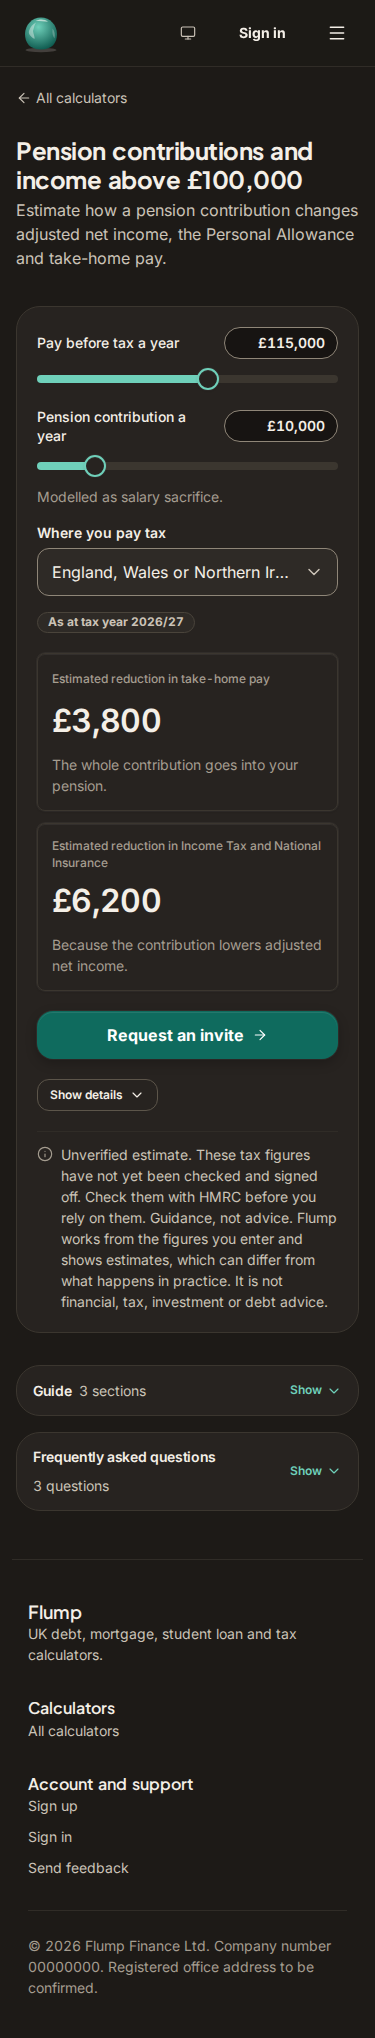 Sign in
← All calculators
Pension contributions and
income above £100,000
Estimate how a pension contribution changes
adjusted net income, the Personal Allowance
and take-home pay.
Pay before tax a year
£115,000
Pension contribution a
year
£10,000
Modelled as salary sacrifice.
Where you pay tax
England, Wales or Northern Ir...
As at tax year 2026/27
Estimated reduction in take-home pay
£3,800
The whole contribution goes into your
pension.
Estimated reduction in Income Tax and National
Insurance
£6,200
Because the contribution lowers adjusted
net income.
Request an invite →
Show details
Unverified estimate. These tax figures
have not yet been checked and signed
off. Check them with HMRC before you
rely on them. Guidance, not advice. Flump
works from the figures you enter and
shows estimates, which can differ from
what happens in practice. It is not
financial, tax, investment or debt advice.
Guide 3 sections
Show
Frequently asked questions
3 questions
Show
Flump
UK debt, mortgage, student loan and tax
calculators.
Calculators
All calculators
Account and support
Sign up
Sign in
Send feedback
© 2026 Flump Finance Ltd. Company number
00000000. Registered office address to be
confirmed.